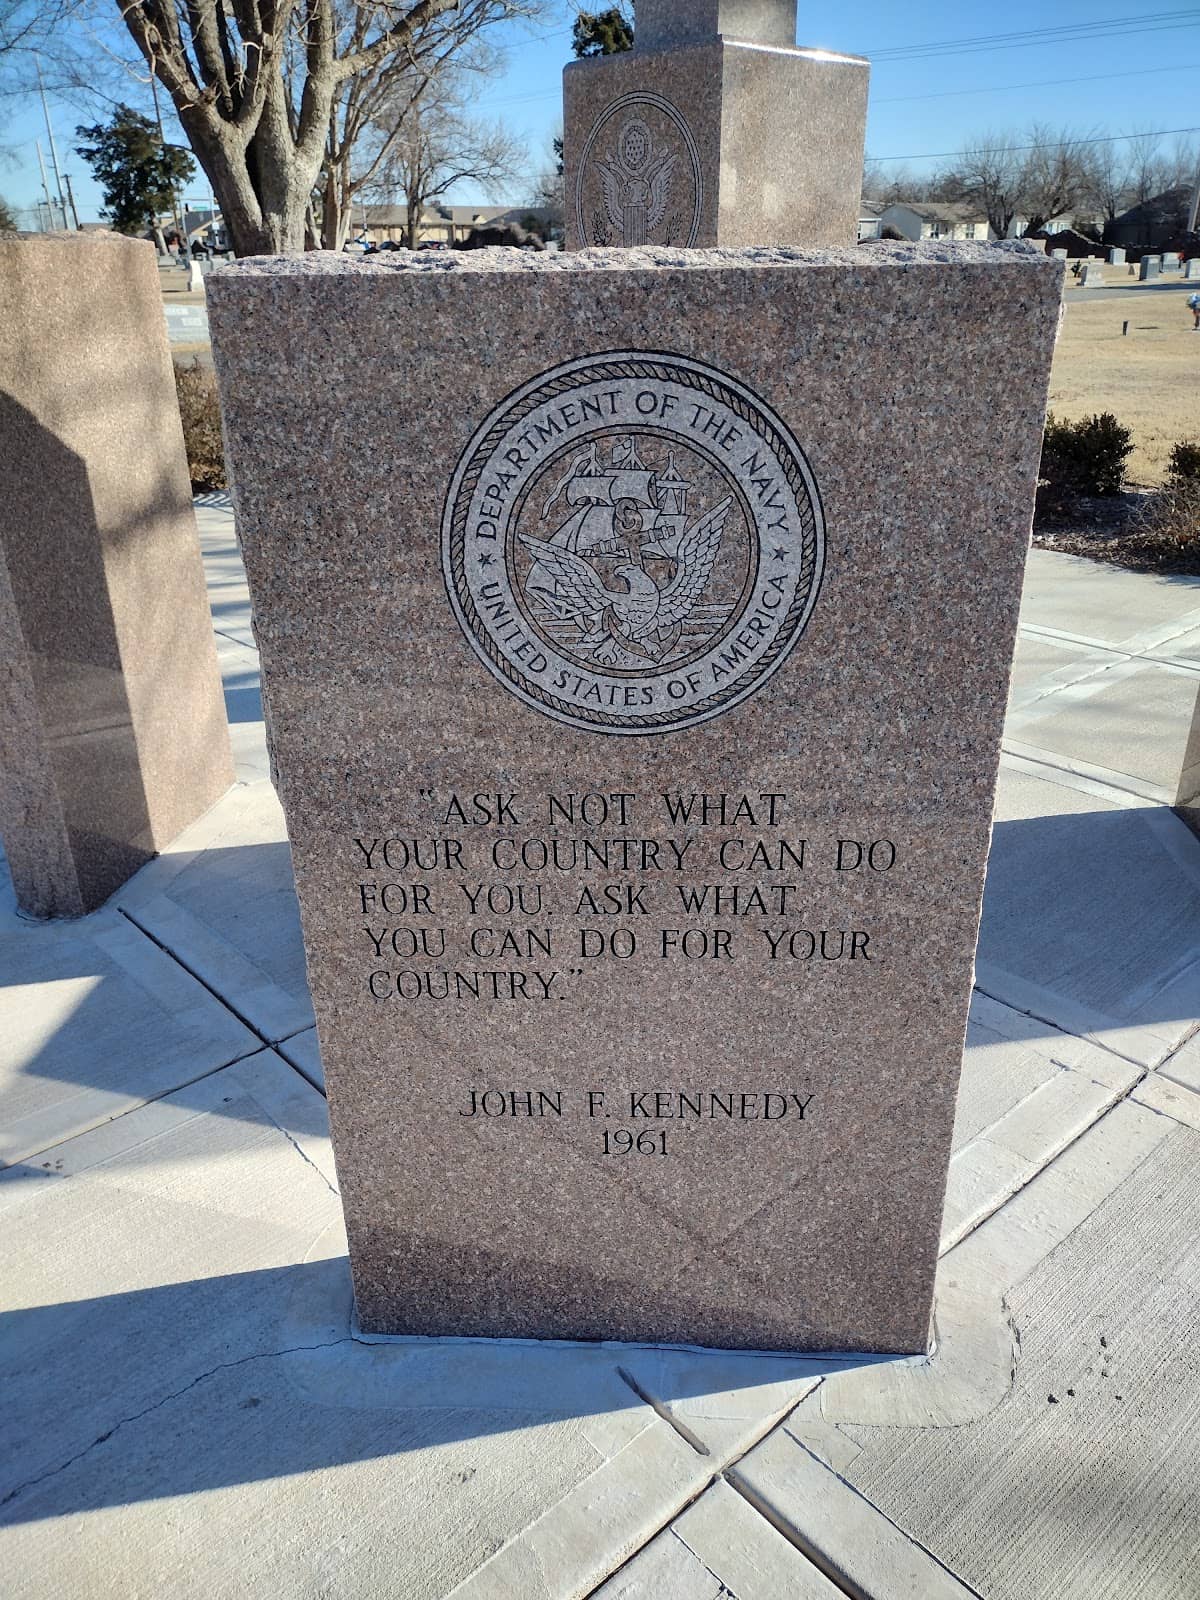 ★ DEPARTMENT OF THE NAVY ★
UNITED STATES OF AMERICA
"ASK NOT WHAT
YOUR COUNTRY CAN DO
FOR YOU. ASK WHAT
YOU CAN DO FOR YOUR
COUNTRY."
JOHN F. KENNEDY
1961